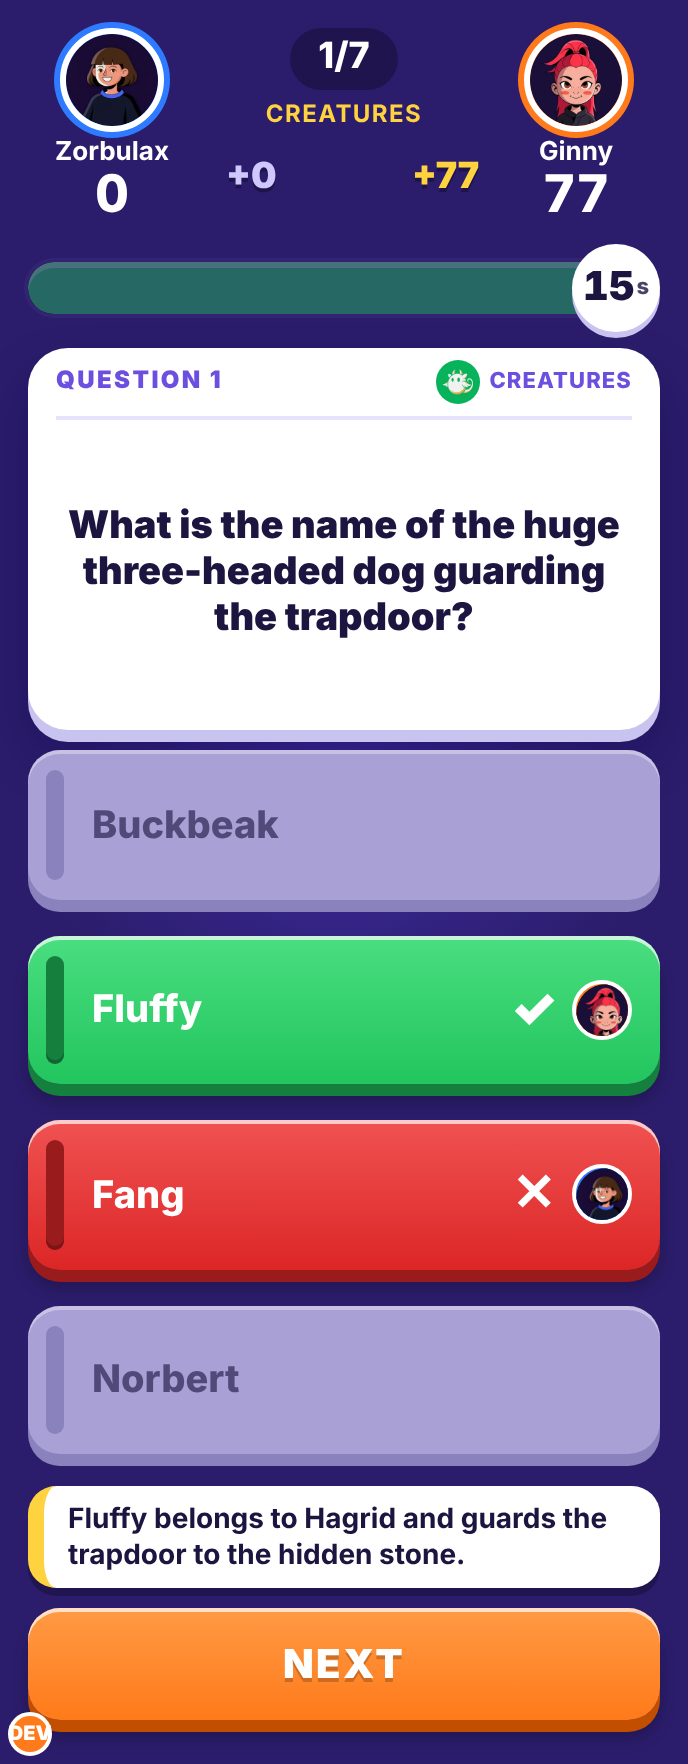 1/7
CREATURES
Zorbulax
0
+0
+77
Ginny
77
15s
QUESTION 1
CREATURES
What is the name of the huge
three-headed dog guarding
the trapdoor?
Buckbeak
Fluffy
Fang
Norbert
Fluffy belongs to Hagrid and guards the
trapdoor to the hidden stone.
NEXT
DEV